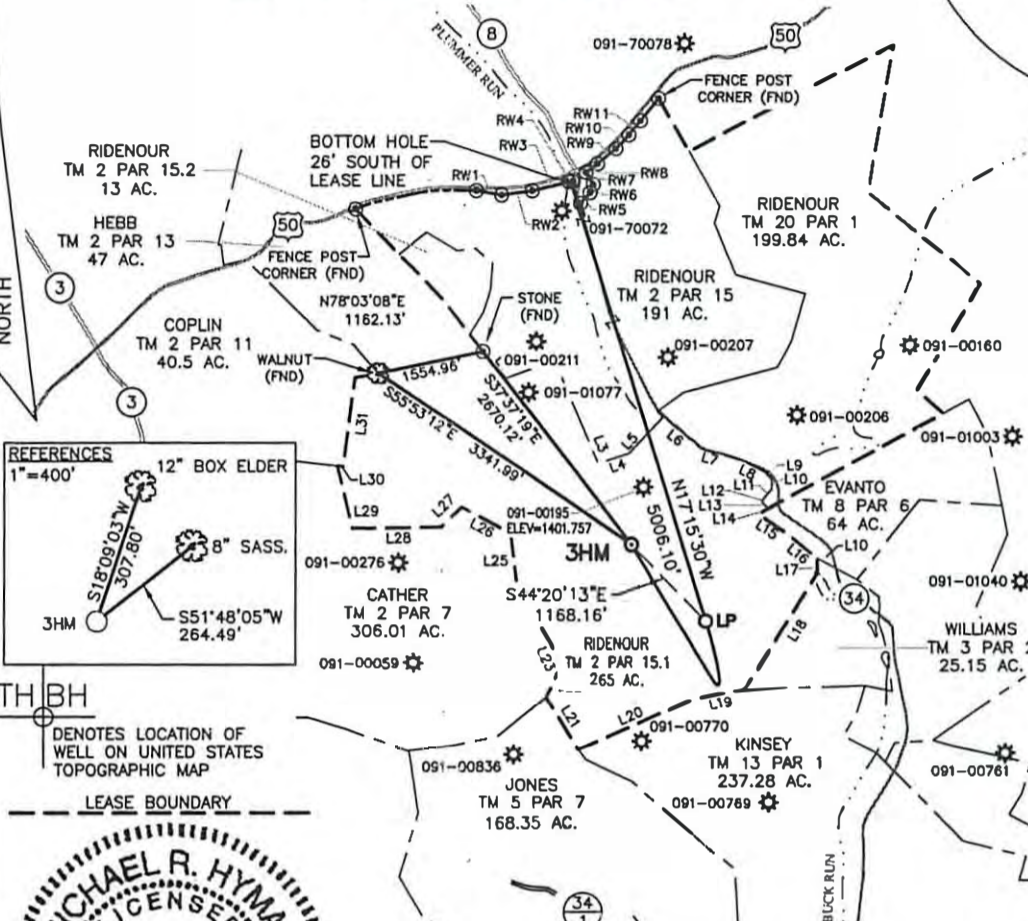 8
PLUMMER RUN
091-70078
50
FENCE POST
CORNER (FND)
RW11
RW10
RW9
RW4
RW3
RW8
RW7
RW6
RW5
RW1
RW2
091-70072
BOTTOM HOLE
26' SOUTH OF
LEASE LINE
RIDENOUR
TM 2 PAR 15.2
13 AC.
HEBB
TM 2 PAR 13
47 AC.
50
FENCE POST
CORNER (FND)
RIDENOUR
TM 20 PAR 1
199.84 AC.
RIDENOUR
TM 2 PAR 15
191 AC.
NORTH
3
COPLIN
TM 2 PAR 11
40.5 AC.
N78°03'08"E
1162.13'
STONE
(FND)
WALNUT
(FND)
1554.96'
091-00211
091-00207
091-00160
091-01077
S37°37'19"E
2670.12'
S55°53'12"E
3341.99'
3
L31
L3
L5
L4
L6
L7
L8
L9
L10
L11
L12
L13
L14
091-00206
091-01003
EVANTO
TM 8 PAR 6
64 AC.
L15
L16
L10
L17
L18
REFERENCES
1"=400'
12" BOX ELDER
S18°09'03"W
307.80'
8" SASS.
S51°48'05"W
264.49'
3HM
L30
L29
L28
L27
L26
L25
091-00195
ELEV=1401.757
3HM
N17°15'30"W
5006.10'
091-00276
CATHER
TM 2 PAR 7
306.01 AC.
091-00059
S44°20'13"E
1168.16'
LP
34
091-01040
WILLIAMS
TM 3 PAR 2
25.15 AC.
RIDENOUR
TM 2 PAR 15.1
265 AC.
L23
L21
L20
L19
091-00770
TH BH
DENOTES LOCATION OF
WELL ON UNITED STATES
TOPOGRAPHIC MAP
LEASE BOUNDARY
091-00836
JONES
TM 5 PAR 7
168.35 AC.
KINSEY
TM 13 PAR 1
237.28 AC.
091-00769
091-00761
BUCK RUN
34
1
MICHAEL R. HYMA
LICENSE